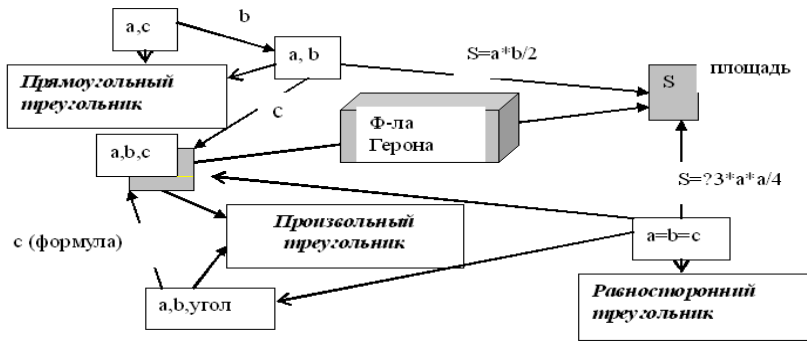 b
a,c
a, b
S=a*b/2
площадь
S
Прямоугольный
треугольник
c
Ф-ла
Герона
a,b,c
S=?3*a*a/4
Произвольный
треугольник
c (формула)
a=b=c
a,b,угол
Равносторонний
треугольник